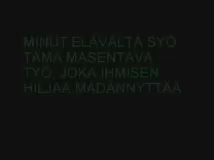 MINUT ELÄVÄLTÄ SYÖ
TÄMÄ MASENTAVA
TYÖ, JOKA IHMISEN
HILJAA MÄDÄNNYTTÄÄ